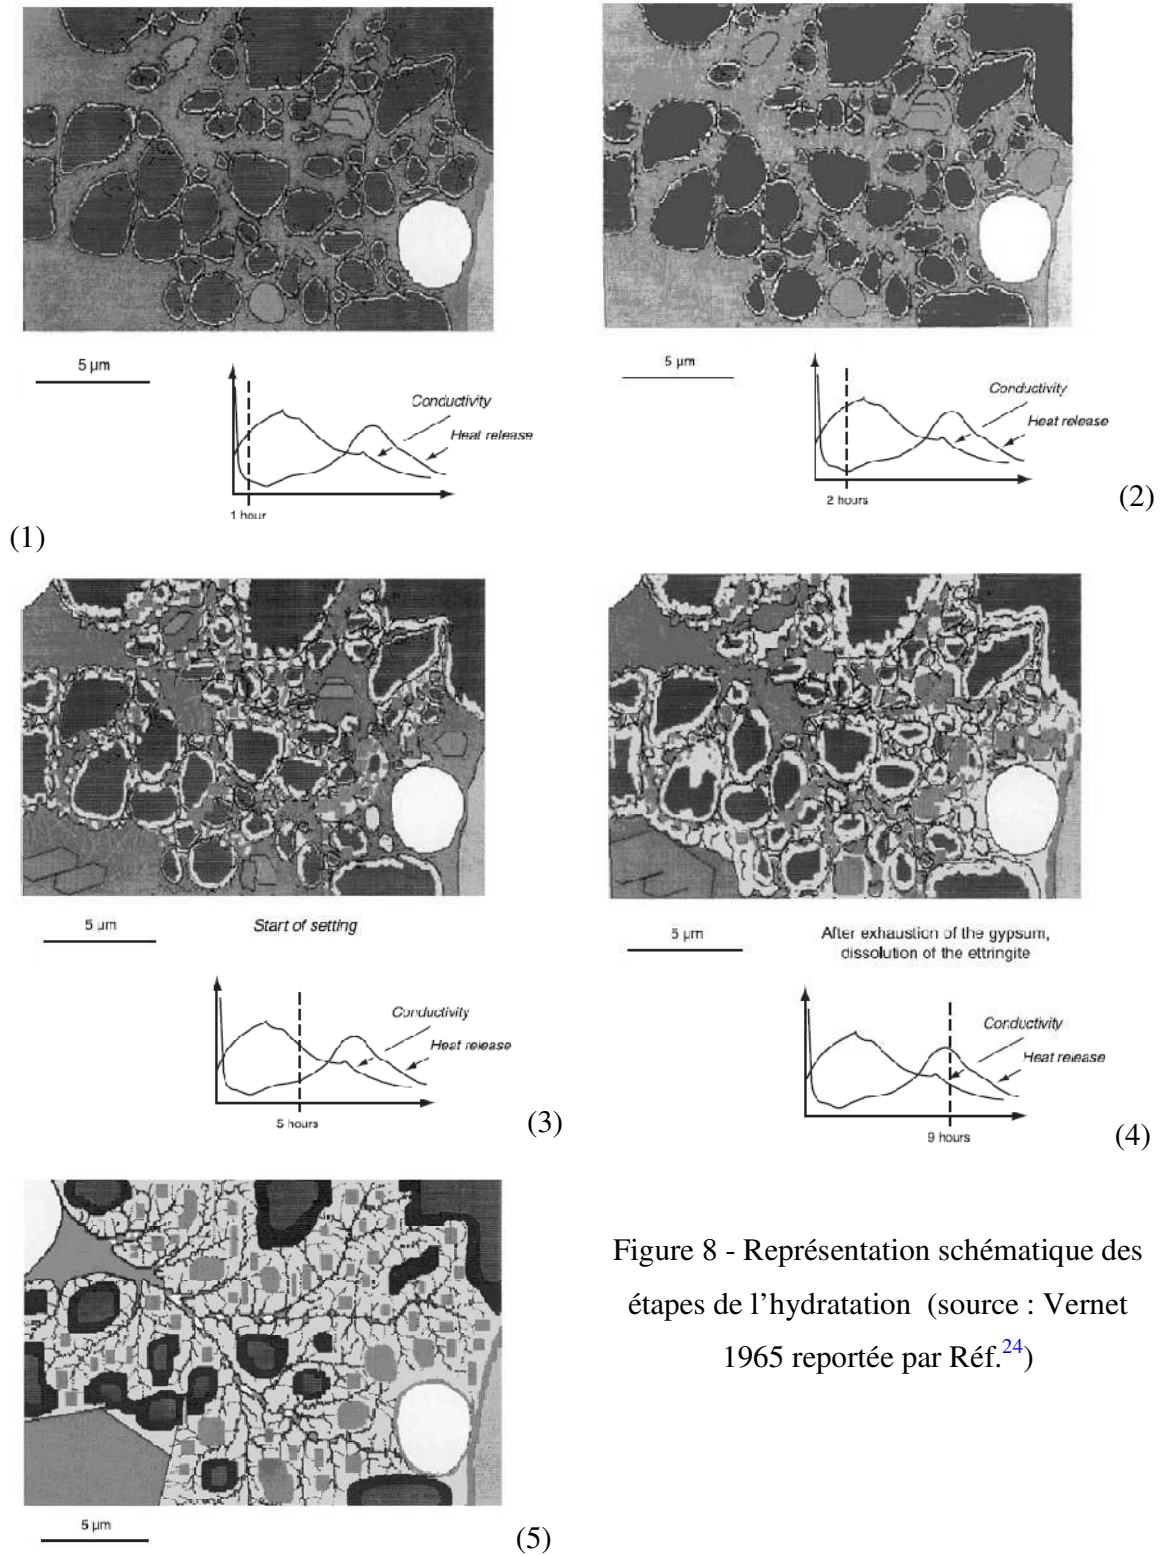 5 µm
Conductivity
Heat release
1 hour
(1)
5 µm
Conductivity
Heat release
2 hours
(2)
5 µm
Start of setting
Conductivity
Heat release
5 hours
(3)
5 µm
After exhaustion of the gypsum,
dissolution of the ettringite
Conductivity
Heat release
9 hours
(4)
5 µm
(5)
Figure 8 - Représentation schématique des
étapes de l’hydratation (source : Vernet
1965 reportée par Réf.24)